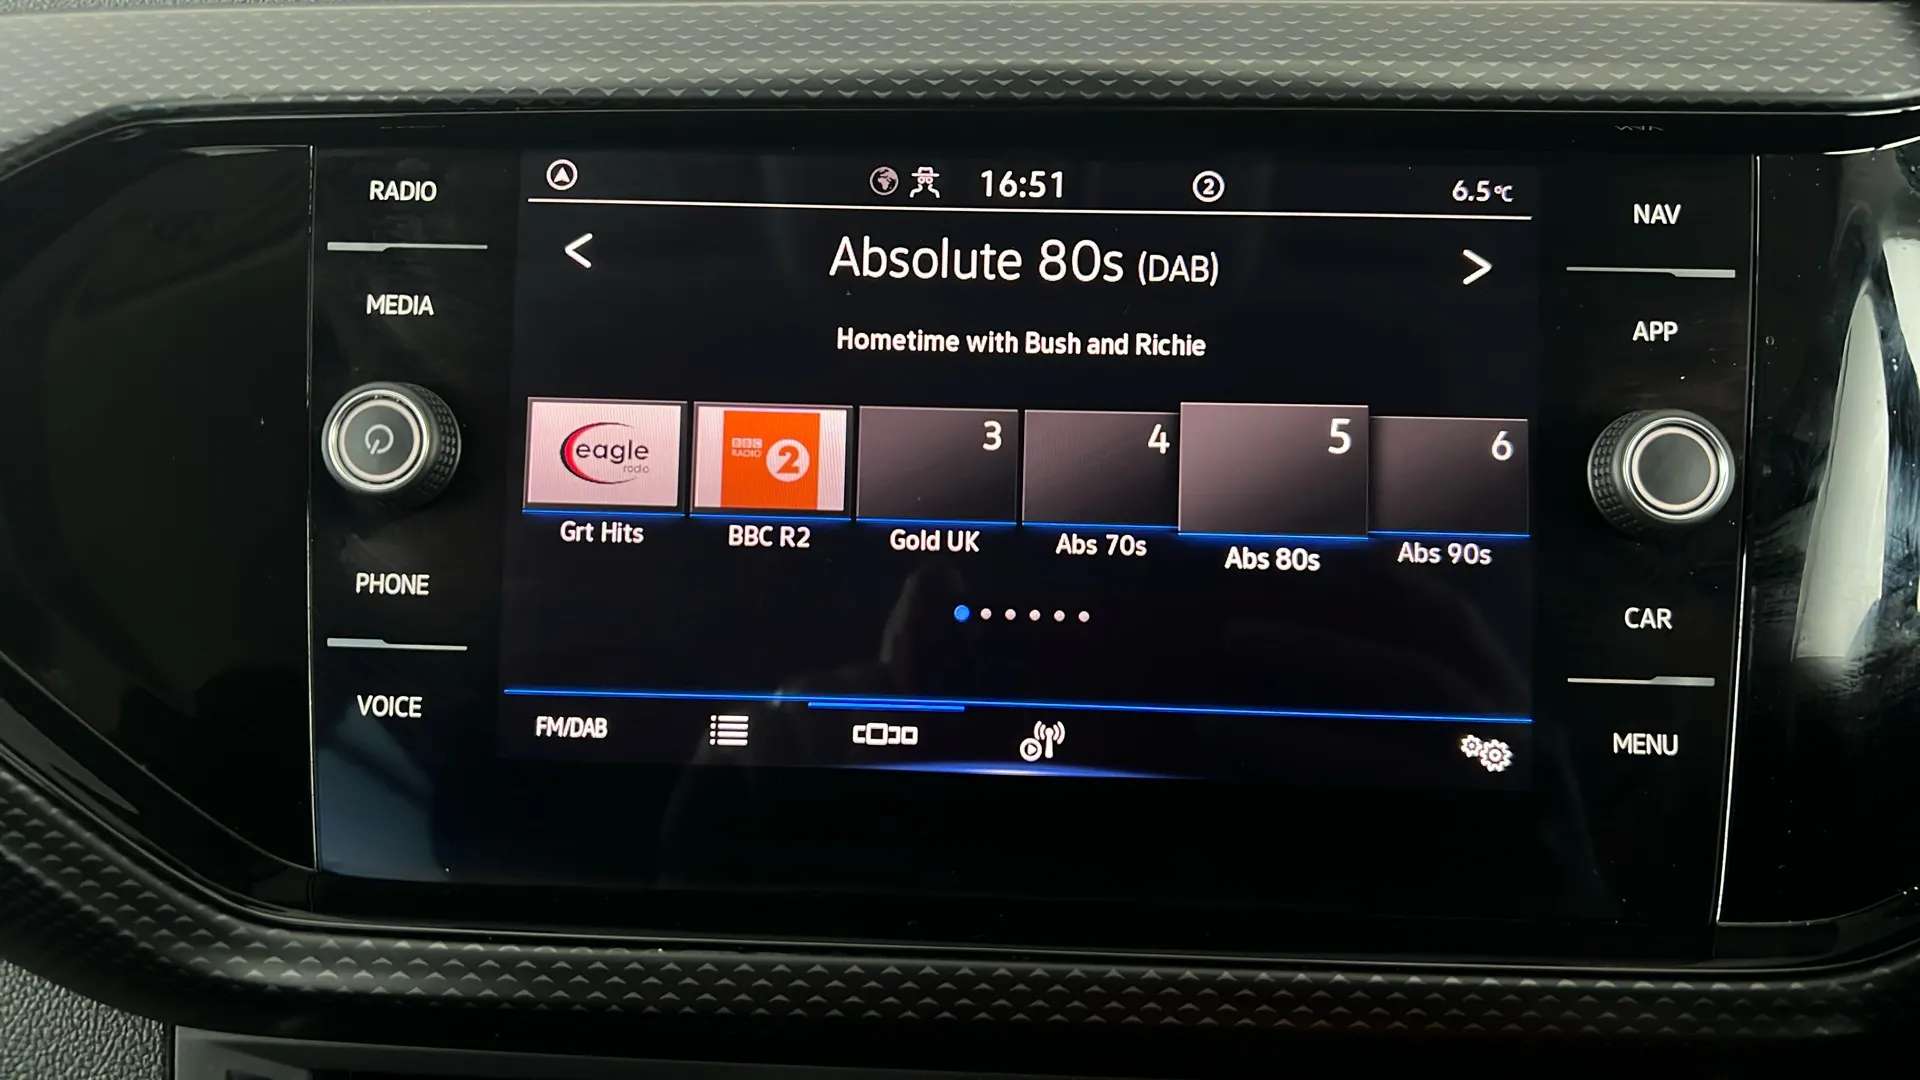 RADIO
MEDIA
PHONE
VOICE
16:51
2
6.5°C
< Absolute 80s (DAB) >
Hometime with Bush and Richie
eagle
radio
BBC
RADIO
2
3
4
5
6
Grt Hits
BBC R2
Gold UK
Abs 70s
Abs 80s
Abs 90s
FM/DAB
NAV
APP
CAR
MENU